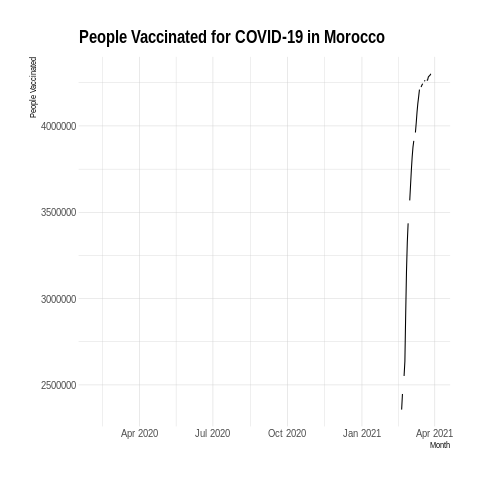 People Vaccinated for COVID-19 in Morocco
People Vaccinated
4000000
3500000
3000000
2500000
Apr 2020 Jul 2020 Oct 2020 Jan 2021 Apr 2021
Month